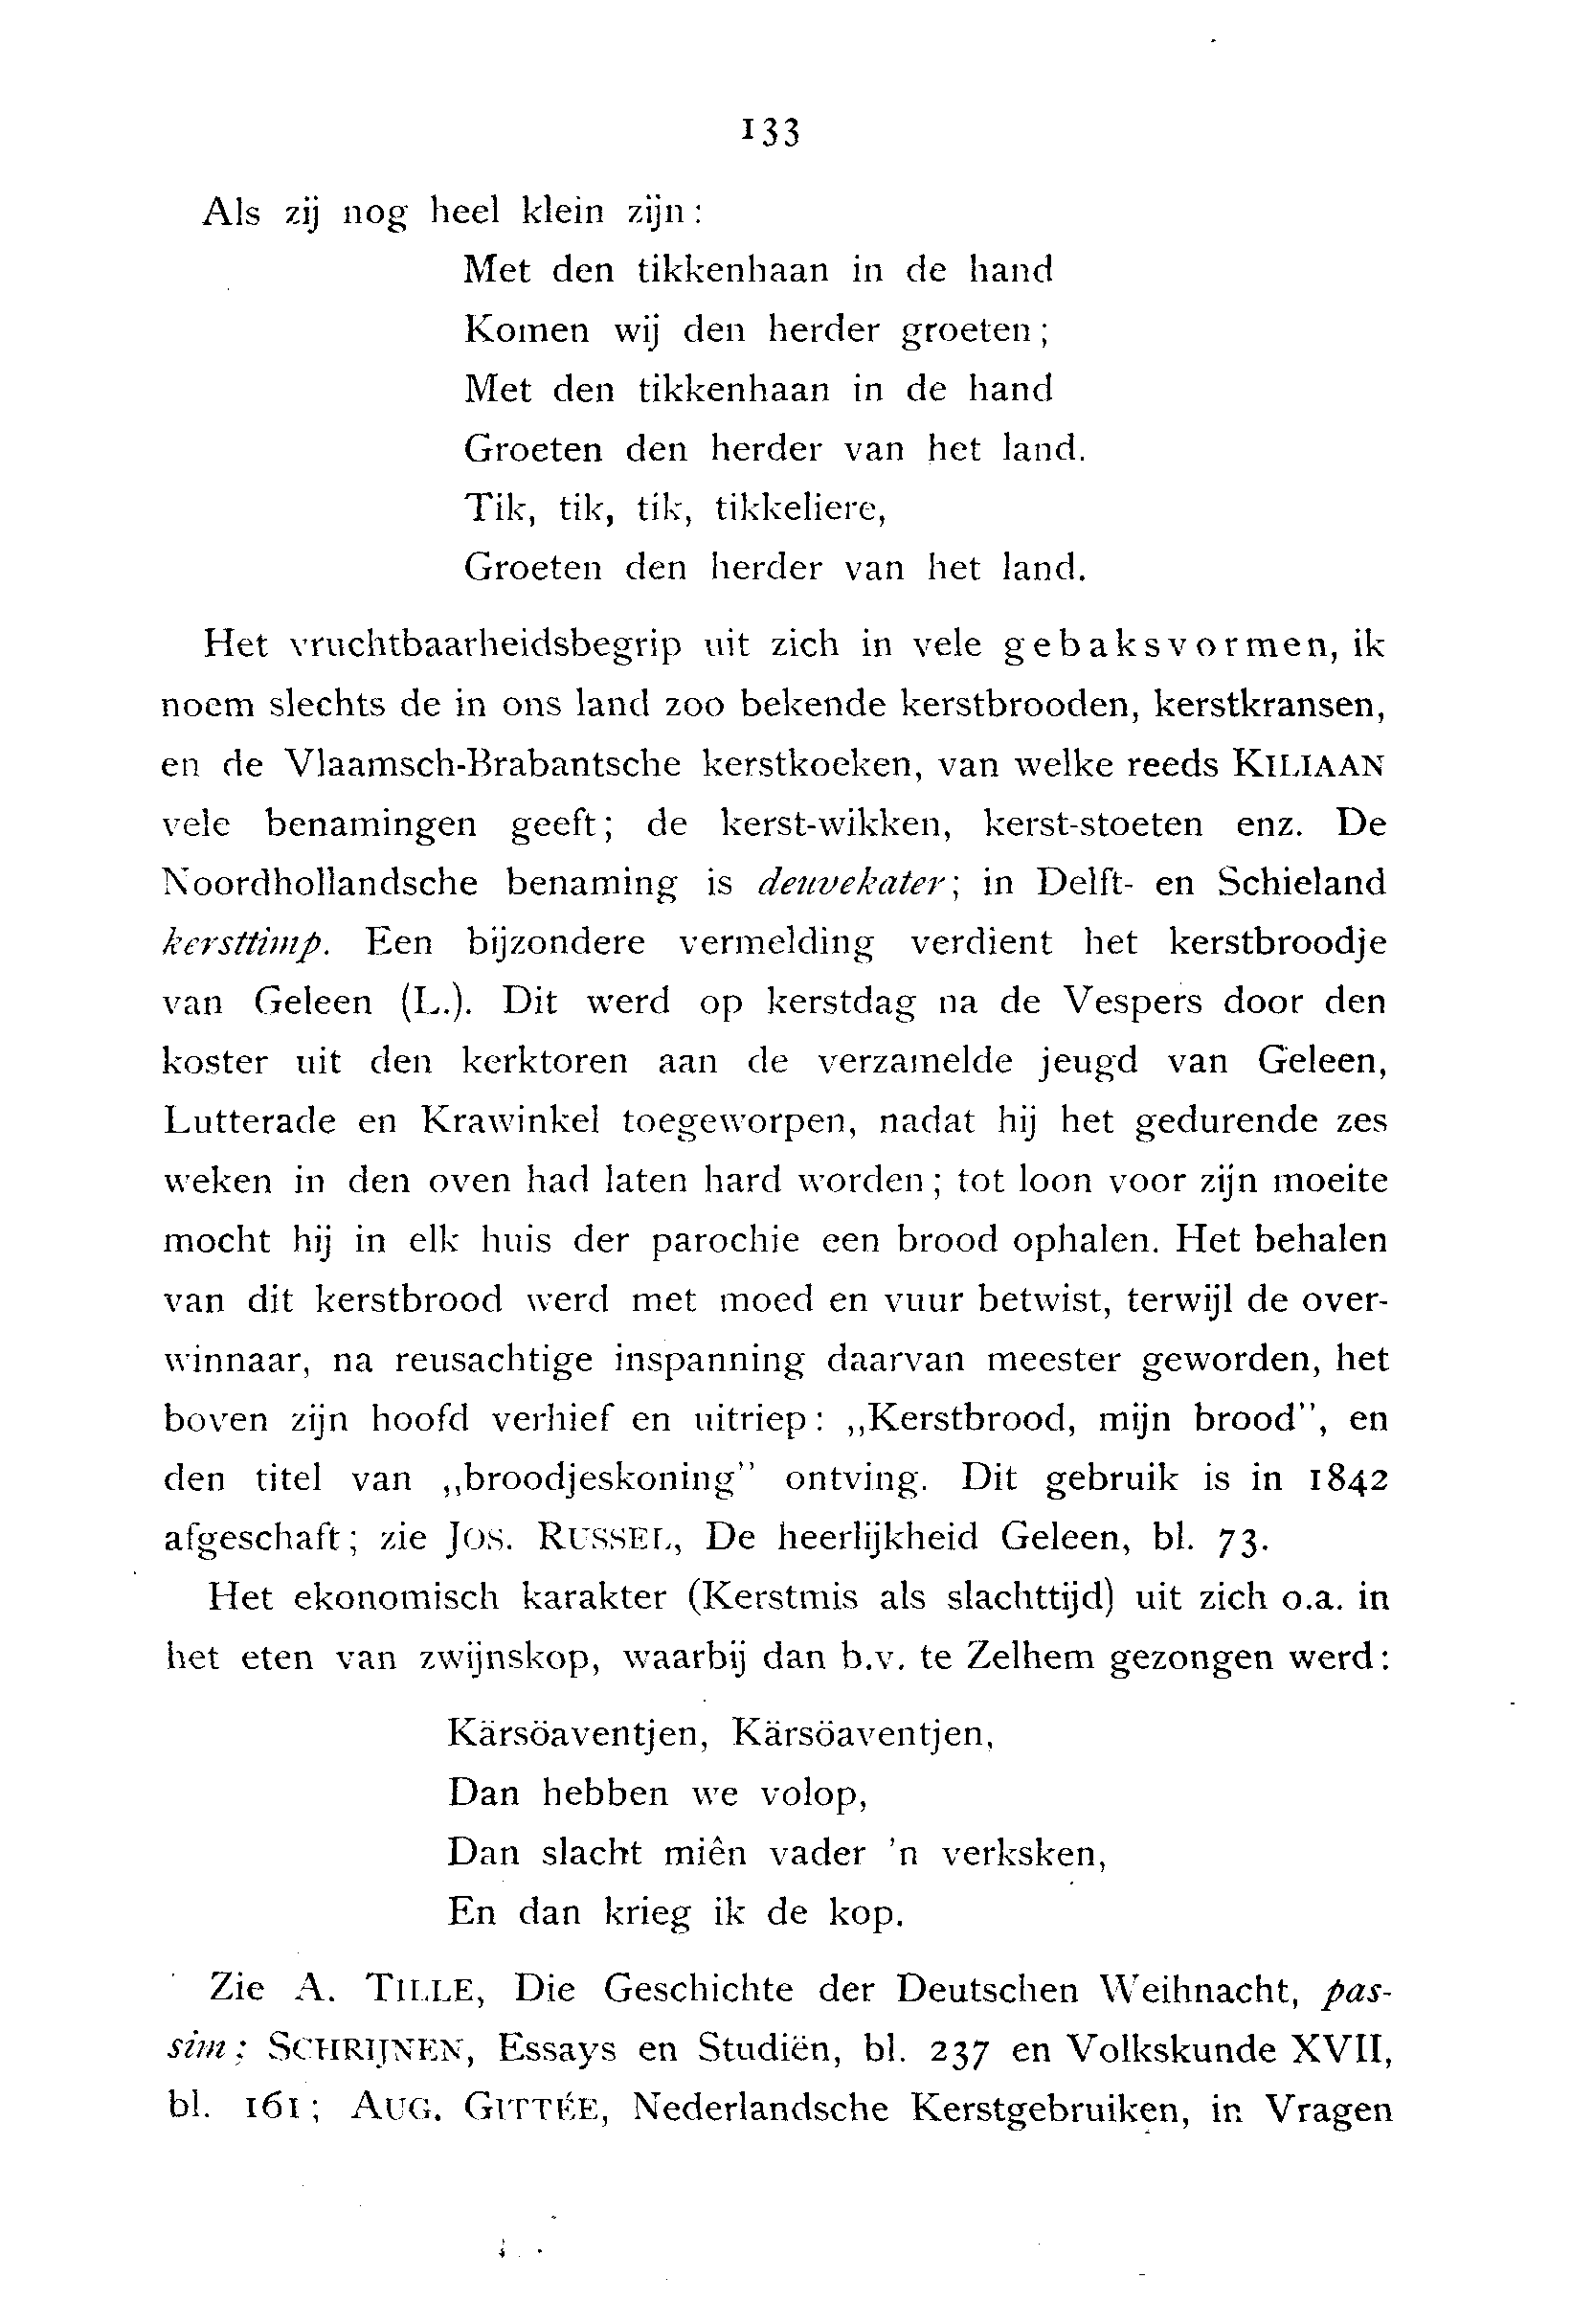 133
Als zij nog heel klein zijn:
Met den tikkenhaan in de hand
Komen wij den herder groeten;
Met den tikkenhaan in de hand
Groeten den herder van het land.
Tik, tik, tik, tikkeliere,
Groeten den herder van het land.
Het vruchtbaarheidsbegrip uit zich in vele gebaksvormen, ik
noem slechts de in ons land zoo bekende kerstbrooden, kerstkransen,
en de Vlaamsch-Brabantsche kerstkoeken, van welke reeds KILIAAN
vele benamingen geeft; de kerst-wikken, kerst-stoeten enz. De
Noordhollandsche benaming is deuvekater; in Delft- en Schieland
kersttimp. Een bijzondere vermelding verdient het kerstbroodje
van Geleen (L.). Dit werd op kerstdag na de Vespers door den
koster uit den kerktoren aan de verzamelde jeugd van Geleen,
Lutterade en Krawinkel toegeworpen, nadat hij het gedurende zes
weken in den oven had laten hard worden; tot loon voor zijn moeite
mocht hij in elk huis der parochie een brood ophalen. Het behalen
van dit kerstbrood werd met moed en vuur betwist, terwijl de over-
winnaar, na reusachtige inspanning daarvan meester geworden, het
boven zijn hoofd verhief en uitriep: „Kerstbrood, mijn brood", en
den titel van „broodjeskoning" ontving. Dit gebruik is in 1842
afgeschaft; zie JOS. RUSSEL, De heerlijkheid Geleen, bl. 73.
Het ekonomisch karakter (Kerstmis als slachttijd) uit zich o.a. in
het eten van zwijnskop, waarbij dan b.v. te Zelhem gezongen werd:
Kärsöaventjen, Kärsöaventjen,
Dan hebben we volop,
Dan slacht miên vader 'n verksken,
En dan krieg ik de kop.
Zie A. TILLE, Die Geschichte der Deutschen Weihnacht, pas-
sim; SCHRIJNEN, Essays en Studiën, bl. 237 en Volkskunde XVII,
bl. 161; AUG. GITTÉE, Nederlandsche Kerstgebruiken, in Vragen